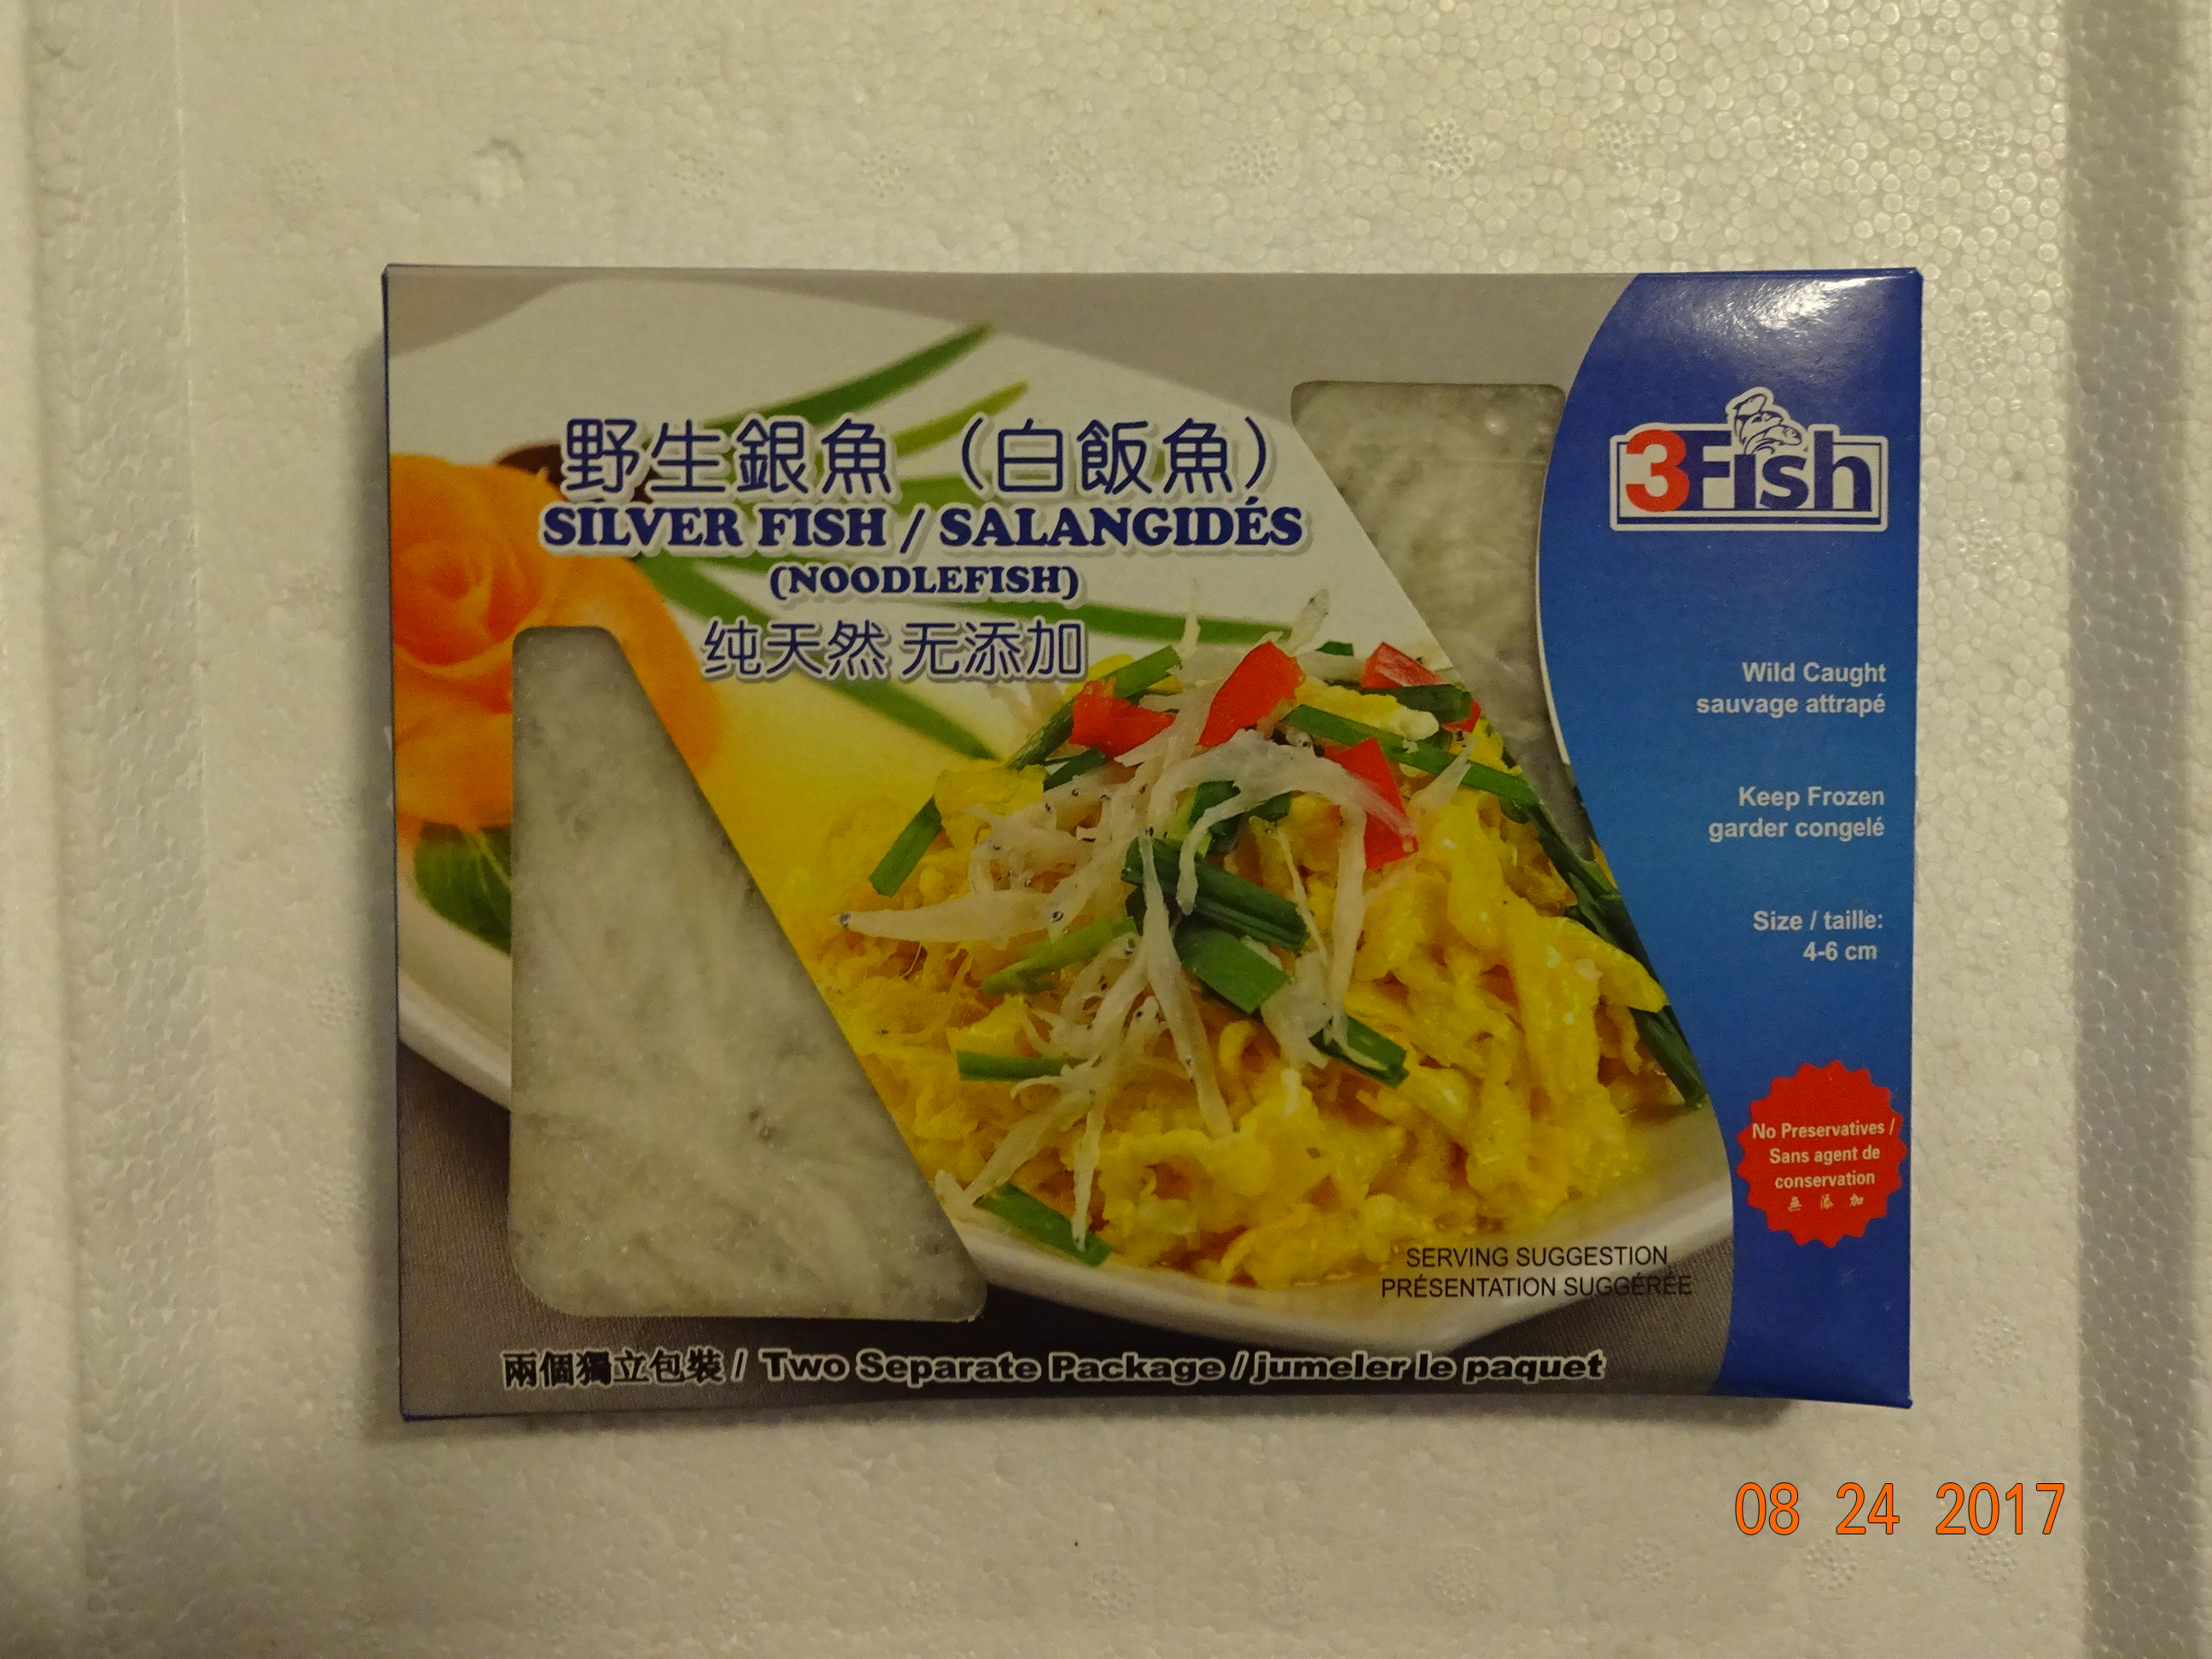 野生銀魚（白飯魚）
SILVER FISH / SALANGIDÉS
(NOODLEFISH)
纯天然 无添加
3Fish
Wild Caught
sauvage attrapé
Keep Frozen
garder congelé
Size / taille:
4-6 cm
No Preservatives /
Sans agent de
conservation
無 添 加
SERVING SUGGESTION
PRÉSENTATION SUGGÉRÉE
兩個獨立包裝 / Two Separate Package / jumeler le paquet
08 24 2017